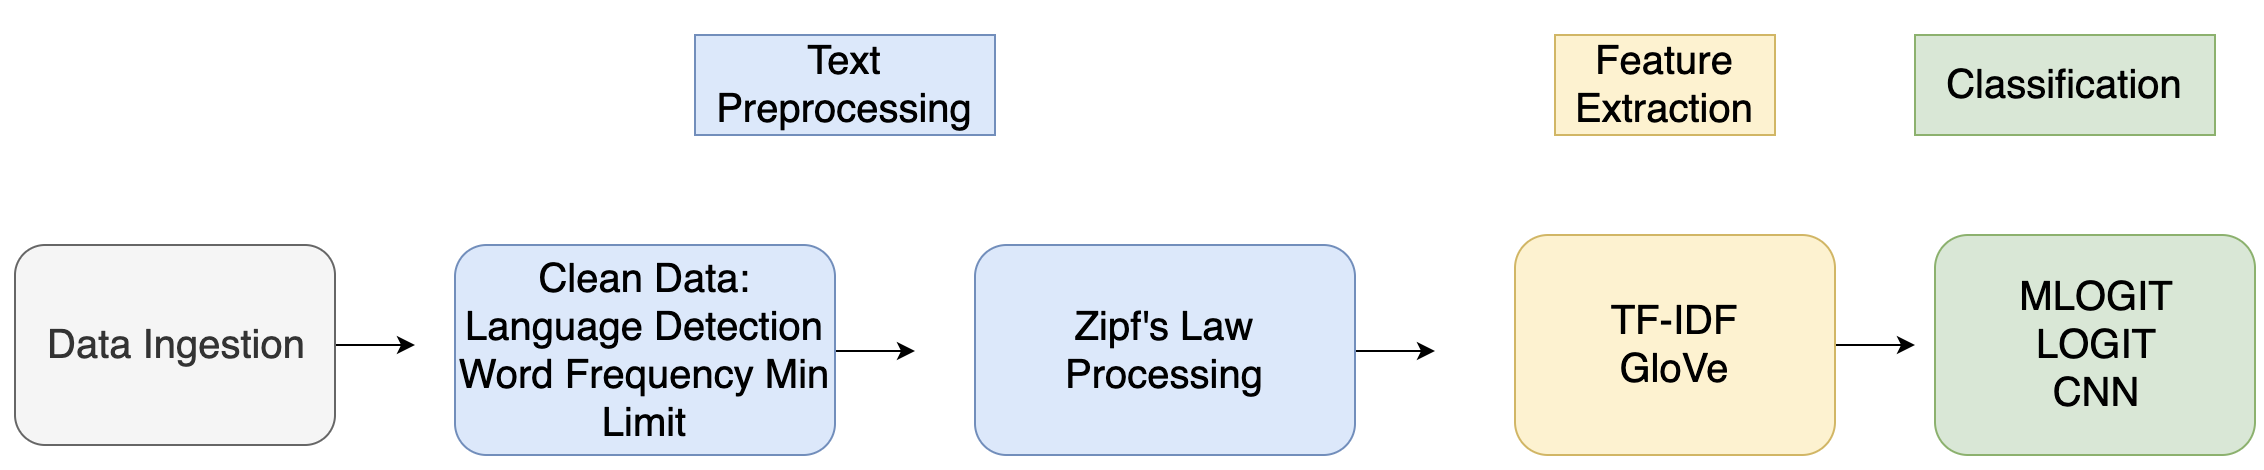 Text
Preprocessing
Feature
Extraction
Classification
Data Ingestion
Clean Data:
Language Detection
Word Frequency Min
Limit
Zipf's Law
Processing
TF-IDF
GloVe
MLOGIT
LOGIT
CNN